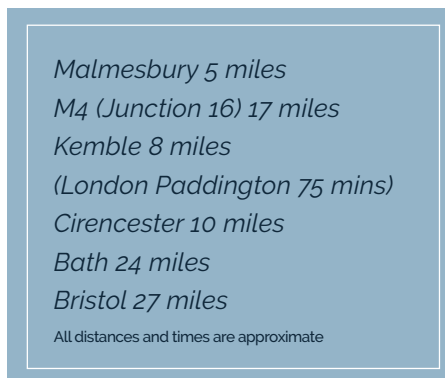 Malmesbury 5 miles
M4 (Junction 16) 17 miles
Kemble 8 miles
(London Paddington 75 mins)
Cirencester 10 miles
Bath 24 miles
Bristol 27 miles
All distances and times are approximate